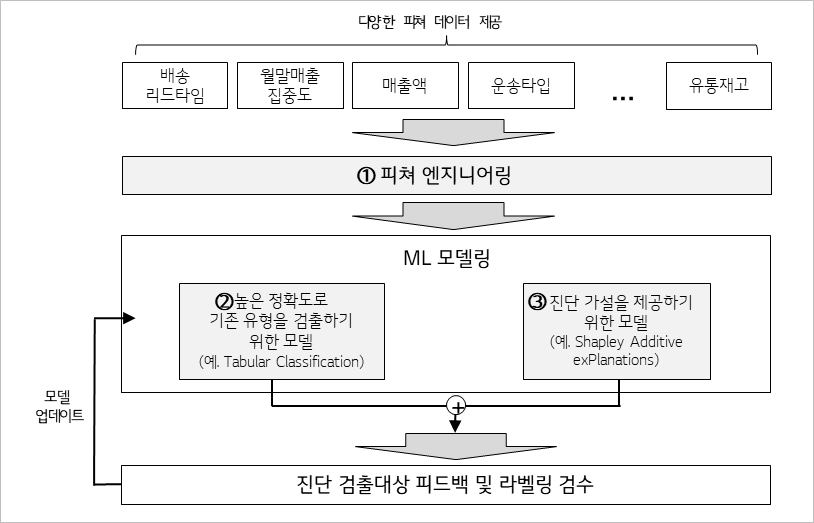 다양한 피쳐 데이터 제공
배송
리드타임
월말매출
집중도
매출액
운송타입
...
유통재고
① 피쳐 엔지니어링
ML 모델링
②높은 정확도로
기존 유형을 검출하기
위한 모델
(예. Tabular Classification)
③ 진단 가설을 제공하기
위한 모델
(예. Shapley Additive
exPlanations)
+
모델
업데이트
진단 검출대상 피드백 및 라벨링 검수